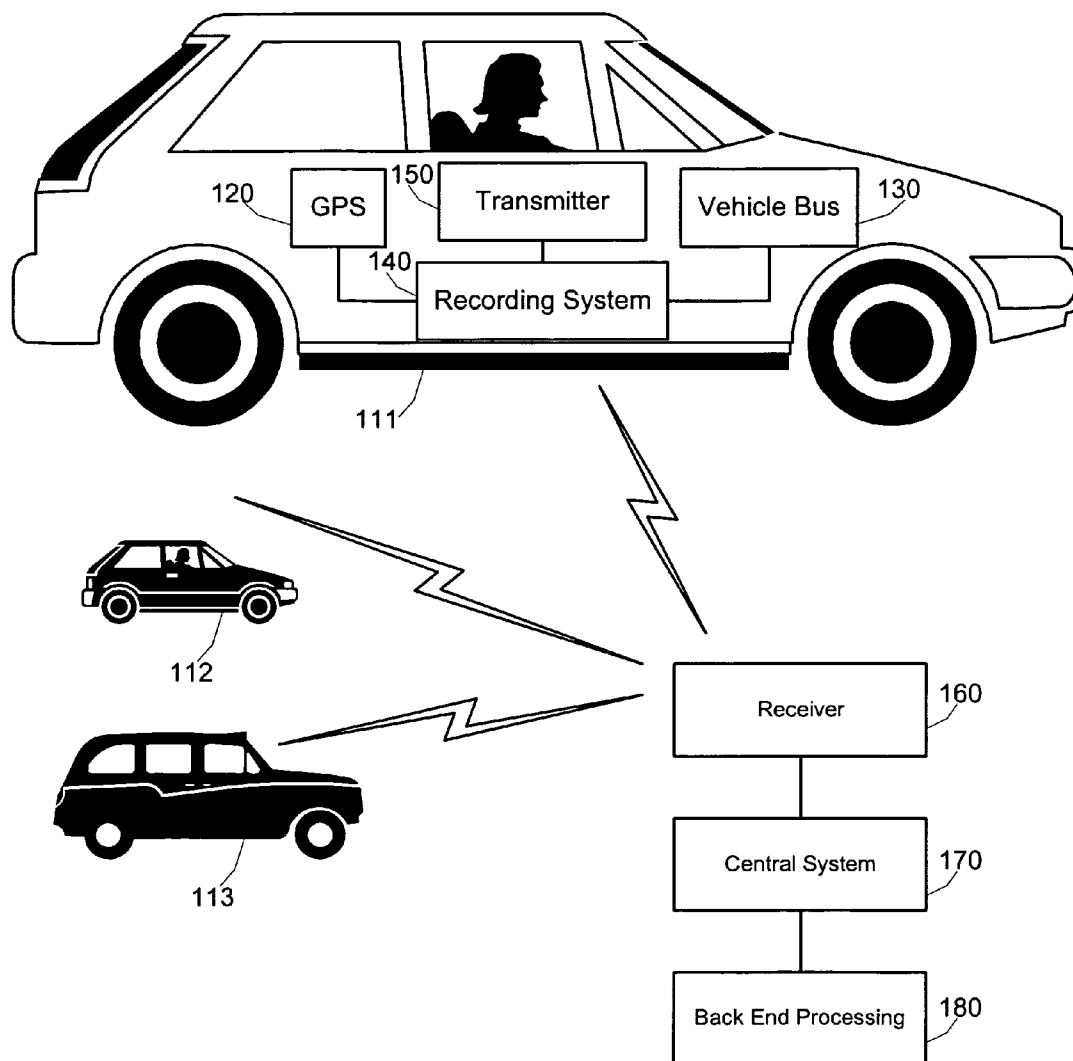 150
120
GPS
Transmitter
Vehicle Bus
130
140
Recording System
111
112
160
Receiver
113
Central System
170
Back End Processing
180